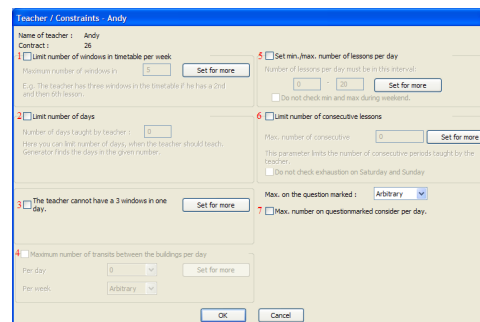 Teacher / Constraints - Andy
Name of teacher : Andy
Contract : 26
1 Limit number of windows in timetable per week
Maximum number of windows in 5 Set for more
E.g. The teacher has three windows in the timetable if he has a 2nd
and then 6th lesson.
2 Limit number of days
Number of days taught by teacher : 0
Here you can limit number of days, when the teacher should teach.
Generator finds the days in the given number.
3 The teacher cannot have a 3 windows in one
day.
Set for more
4 Maximum number of transits between the buildings per day
Per day 0 Set for more
Per week Arbitrary
5 Set min./max. number of lessons per day
Number of lessons per day must be in this interval:
0 - 20 Set for more
Do not check min and max during weekend.
6 Limit number of consecutive lessons
Max. number of consecutive 0 Set for more
This parameter limits the number of consecutive periods taught by the
teacher.
Do not check exhaustion on Saturday and Sunday
Max. on the question marked : Arbitrary
7 Max. number on questionmarked consider per day.
OK Cancel